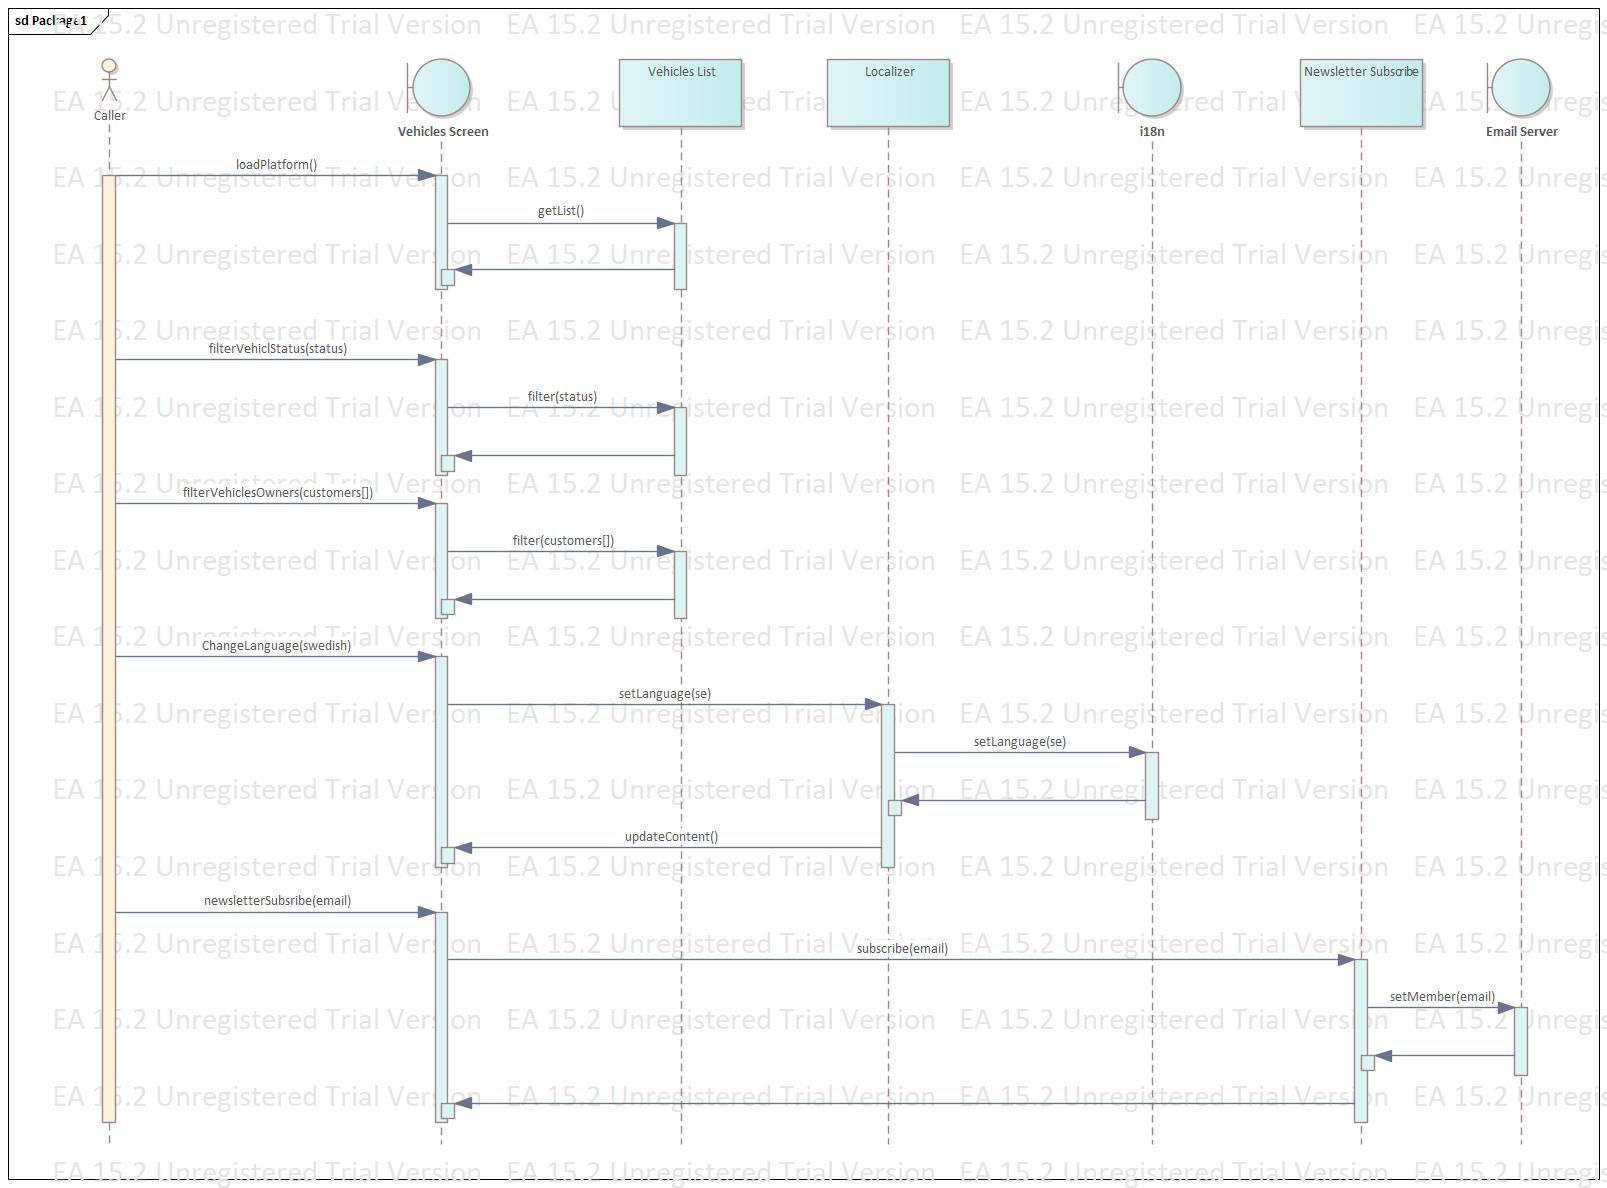 sd Package1
Caller
Vehicles Screen
Vehicles List
Localizer
i18n
Newsletter Subscribe
Email Server
loadPlatform()
getList()
filterVehiclStatus(status)
filter(status)
filterVehiclesOwners(customers[])
filter(customers[])
ChangeLanguage(swedish)
setLanguage(se)
setLanguage(se)
updateContent()
newsletterSubsribe(email)
subscribe(email)
setMember(email)
EA 15.2 Unregistered Trial Version